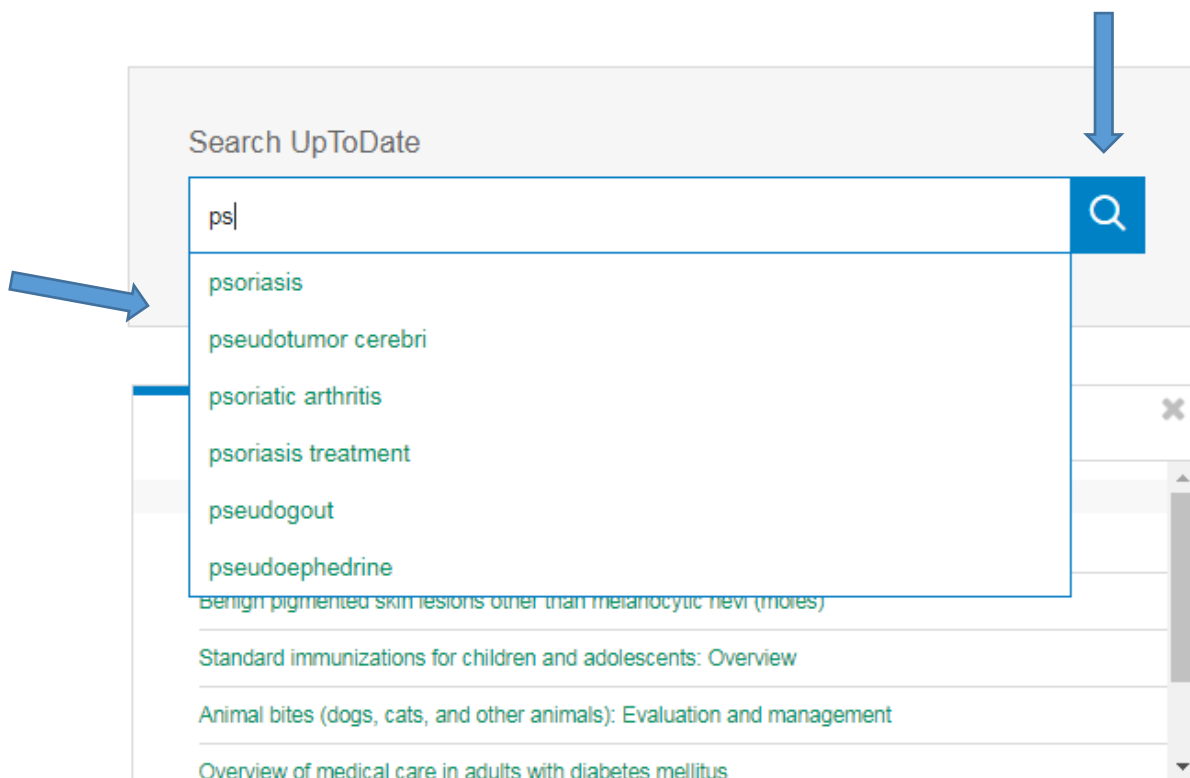 Search UpToDate
ps
psoriasis
pseudotumor cerebri
psoriatic arthritis
psoriasis treatment
pseudogout
pseudoephedrine
Benign pigmented skin lesions other than melanocytic nevi (moles)
Standard immunizations for children and adolescents: Overview
Animal bites (dogs, cats, and other animals): Evaluation and management
Overview of medical care in adults with diabetes mellitus